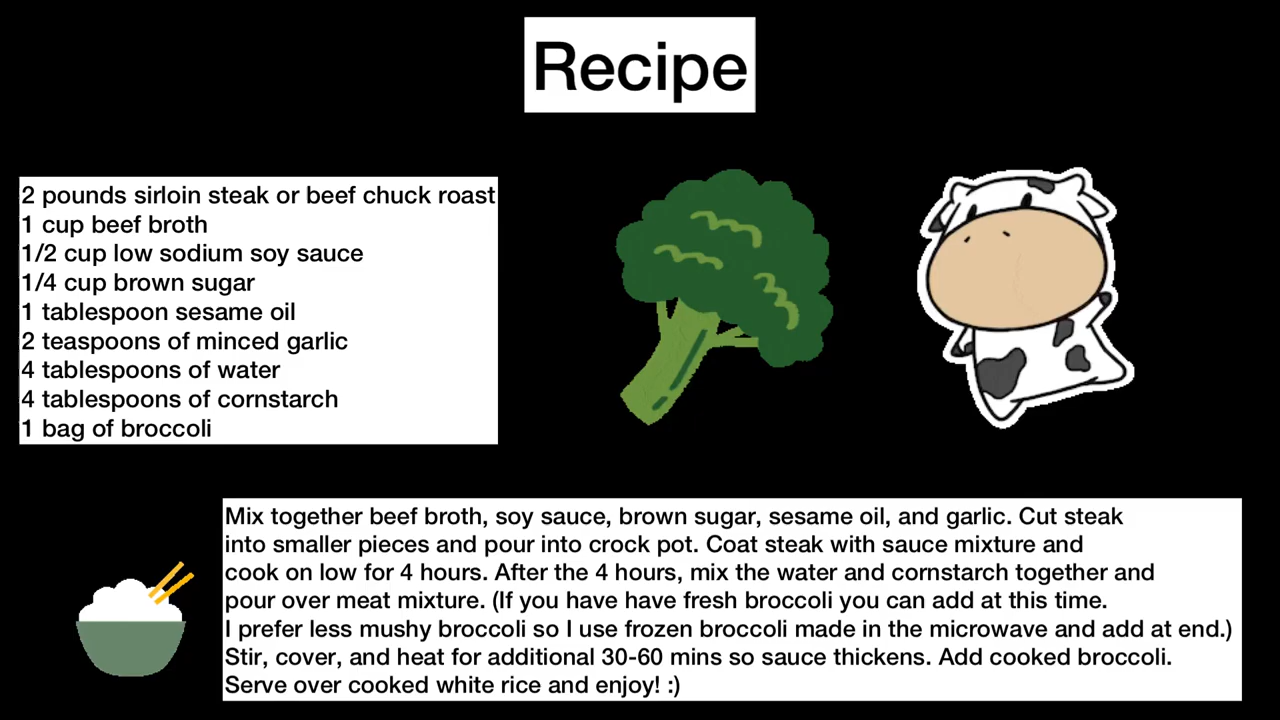 Recipe
2 pounds sirloin steak or beef chuck roast
1 cup beef broth
1/2 cup low sodium soy sauce
1/4 cup brown sugar
1 tablespoon sesame oil
2 teaspoons of minced garlic
4 tablespoons of water
4 tablespoons of cornstarch
1 bag of broccoli
Mix together beef broth, soy sauce, brown sugar, sesame oil, and garlic. Cut steak
into smaller pieces and pour into crock pot. Coat steak with sauce mixture and
cook on low for 4 hours. After the 4 hours, mix the water and cornstarch together and
pour over meat mixture. (If you have have fresh broccoli you can add at this time.
I prefer less mushy broccoli so I use frozen broccoli made in the microwave and add at end.)
Stir, cover, and heat for additional 30-60 mins so sauce thickens. Add cooked broccoli.
Serve over cooked white rice and enjoy! :)